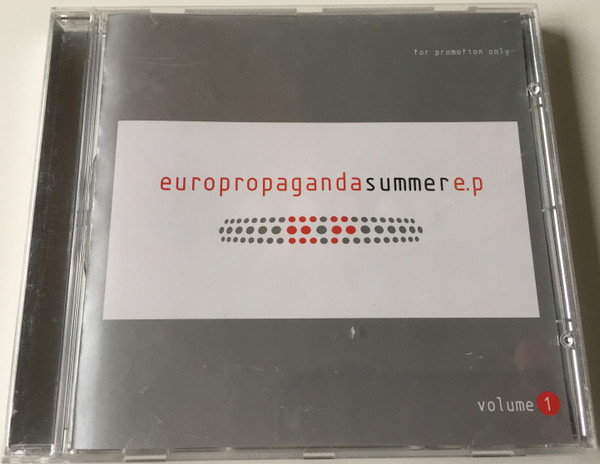 for promotion only
europropagandasummere.p
volume 1